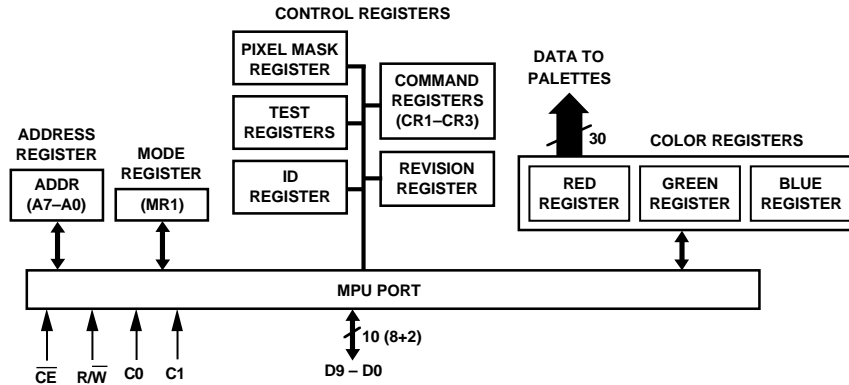 CONTROL REGISTERS
PIXEL MASK
REGISTER
COMMAND
REGISTERS
(CR1–CR3)
TEST
REGISTERS
ID
REGISTER
REVISION
REGISTER
DATA TO
PALETTES
30
COLOR REGISTERS
RED
REGISTER
GREEN
REGISTER
BLUE
REGISTER
ADDRESS
REGISTER
ADDR
(A7–A0)
MODE
REGISTER
(MR1)
MPU PORT
C̅E̅
R/W̅
C0
C1
10 (8+2)
D9 – D0